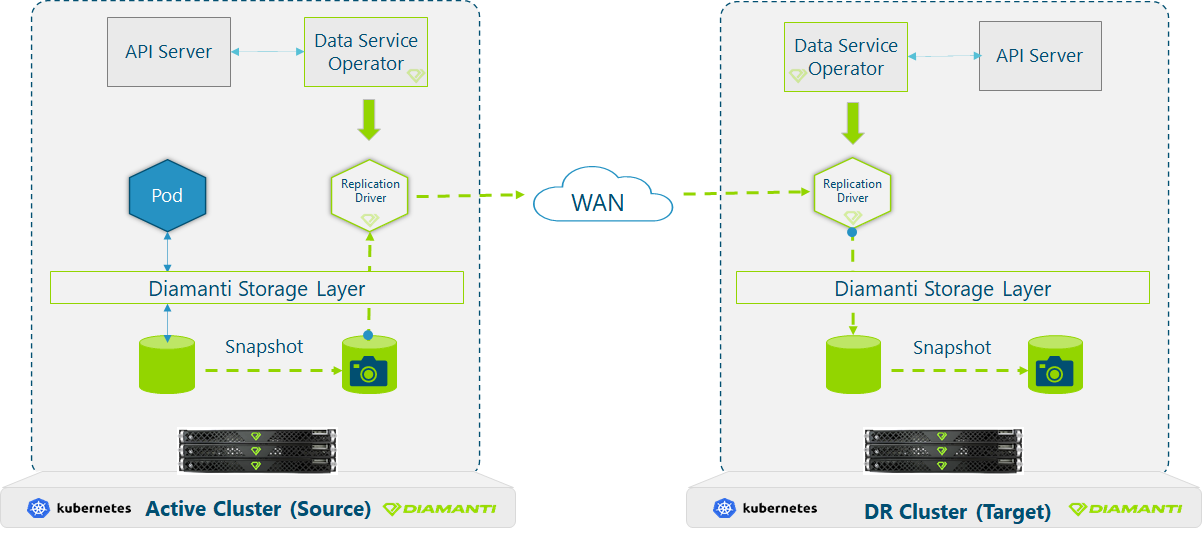 API Server
Data Service
Operator
Pod
Replication
Driver
Diamanti Storage Layer
Snapshot
kubernetes Active Cluster (Source) DIAMANTI
WAN
Data Service
Operator
API Server
Replication
Driver
Diamanti Storage Layer
Snapshot
kubernetes DR Cluster (Target) DIAMANTI